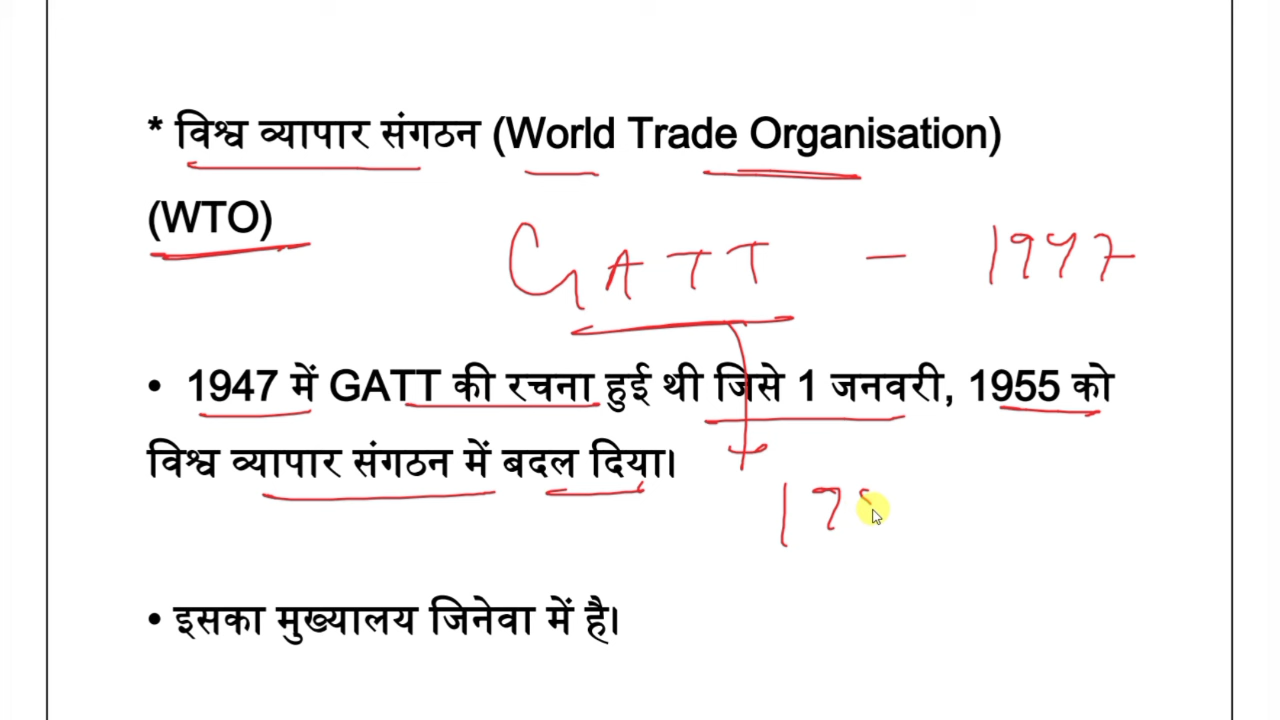 * विश्व व्यापार संगठन (World Trade Organisation)
(WTO)
GATT - 1947
• 1947 में GATT की रचना हुई थी जिसे 1 जनवरी, 1955 को
विश्व व्यापार संगठन में बदल दिया।
• इसका मुख्यालय जिनेवा में है।